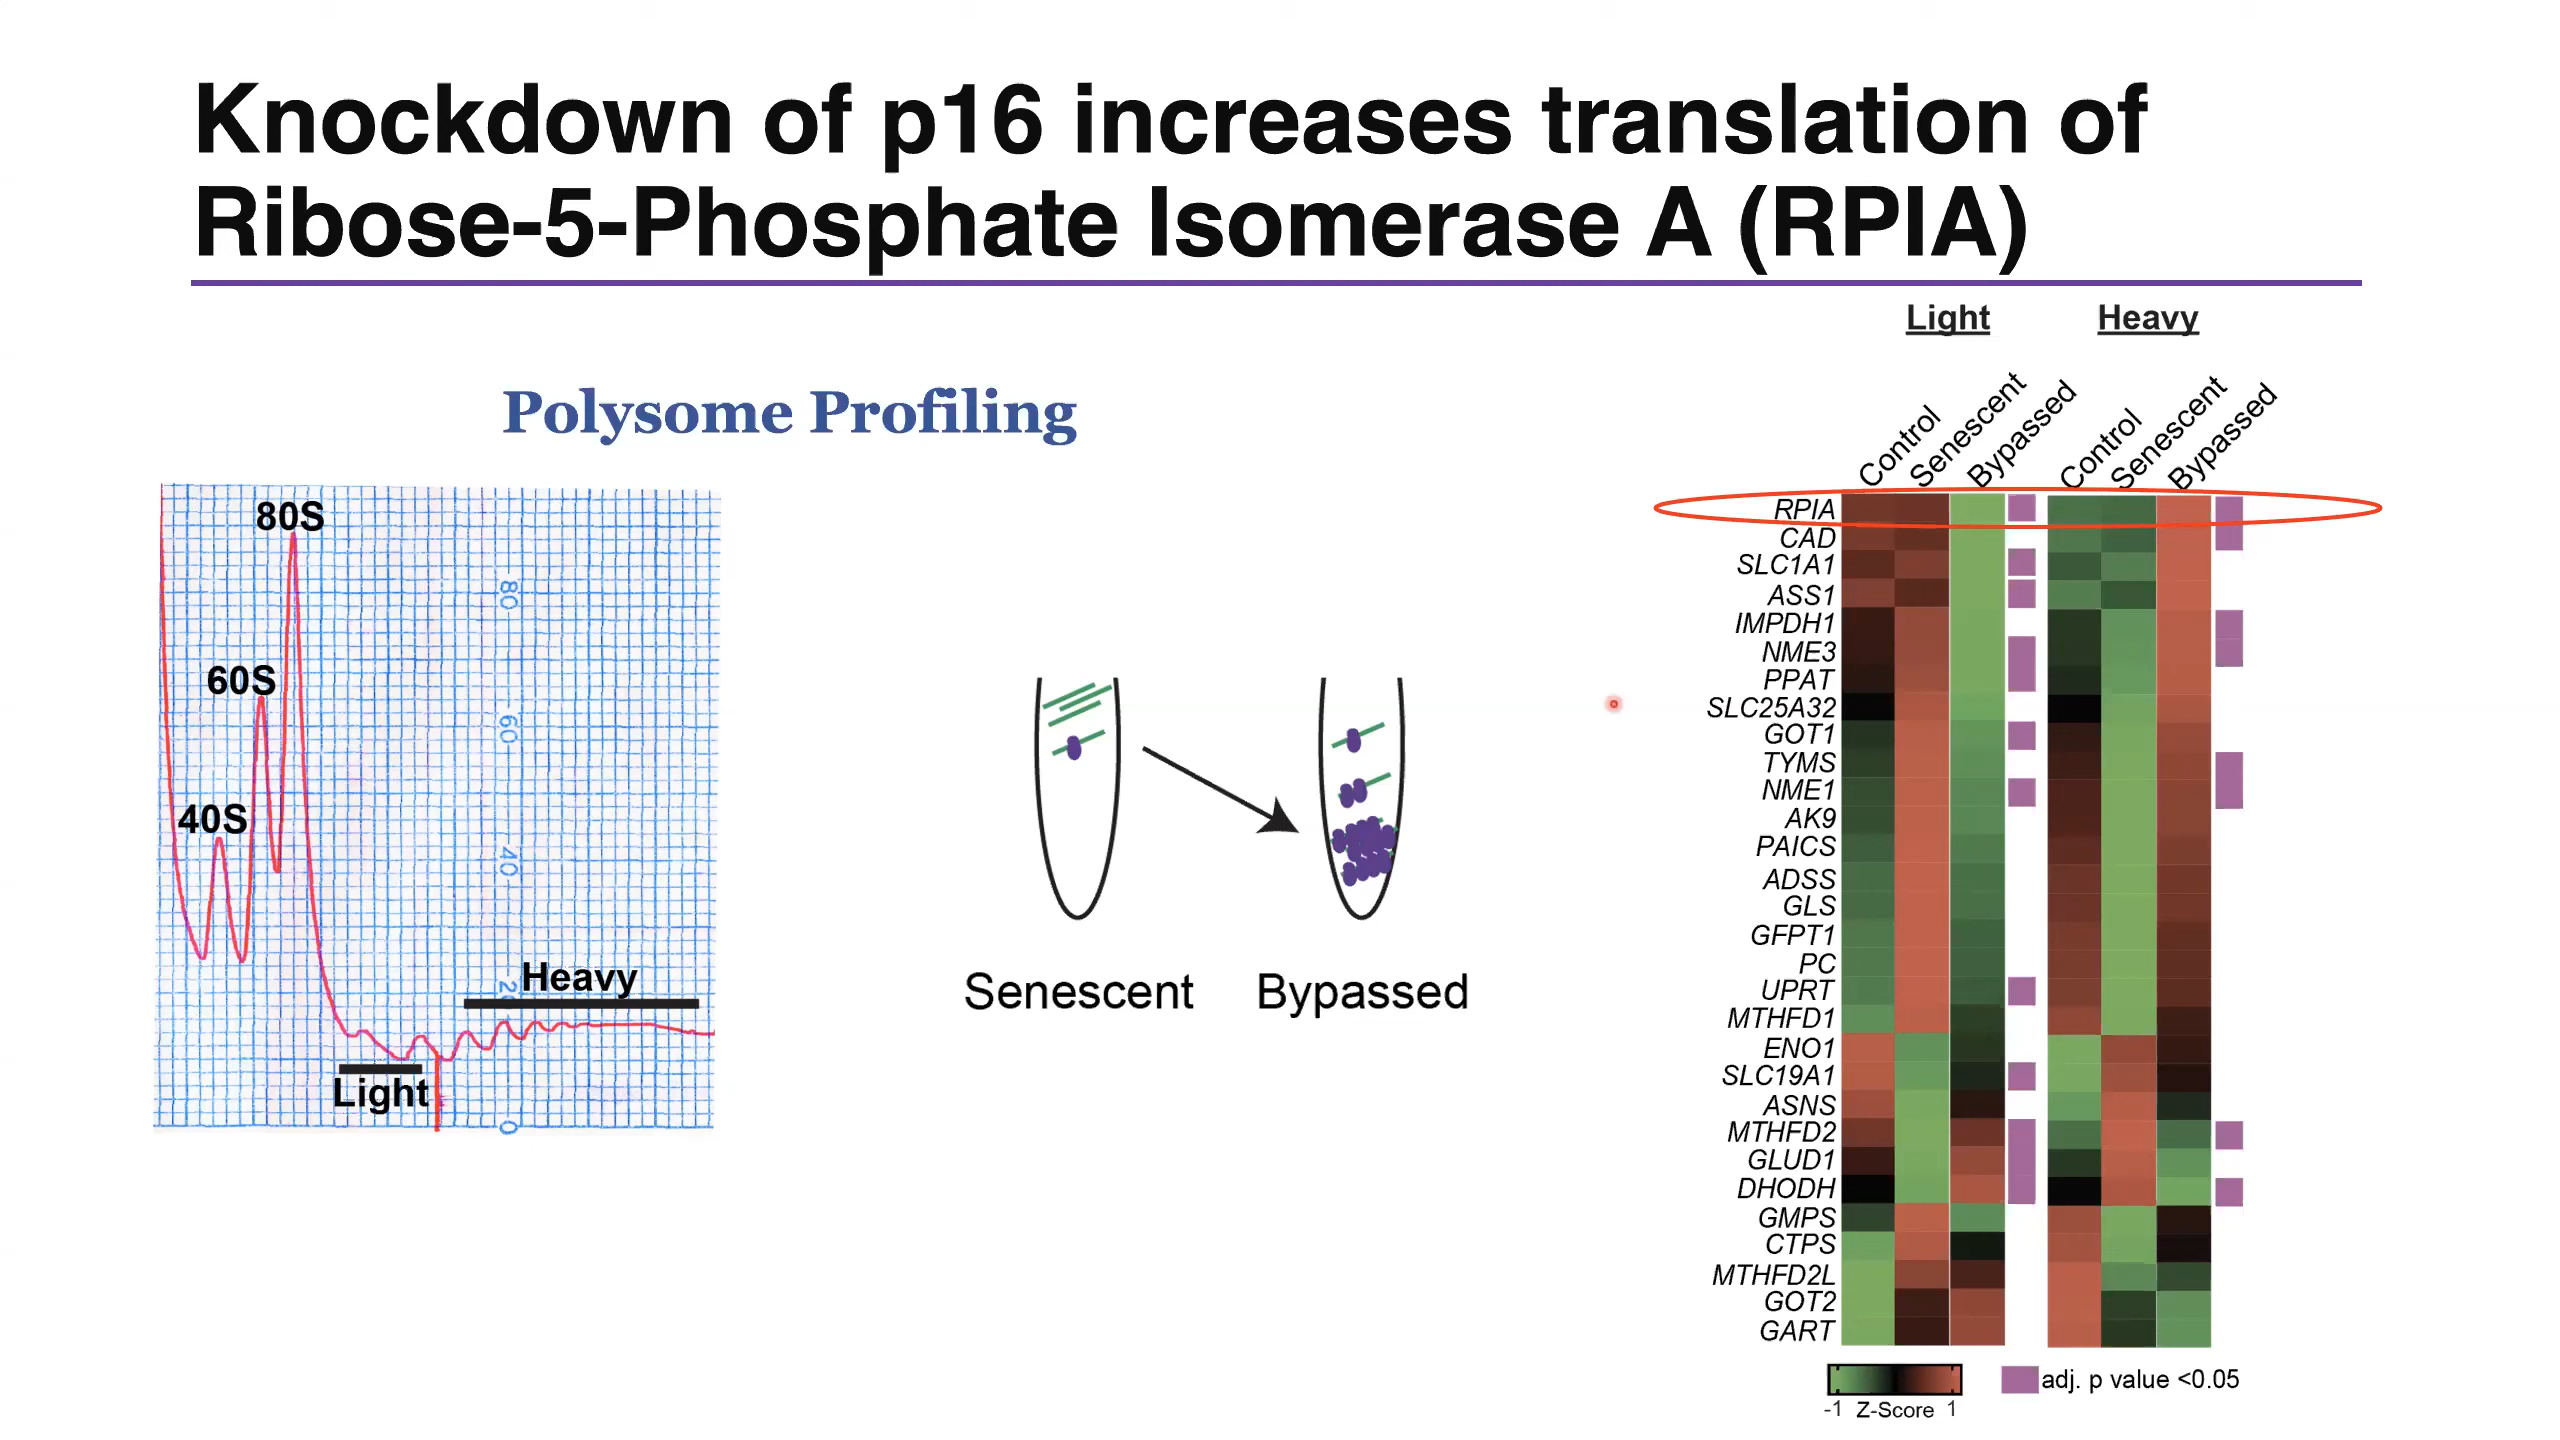 Knockdown of p16 increases translation of
Ribose-5-Phosphate Isomerase A (RPIA)
Polysome Profiling
80S
60S
40S
80
60
40
20
0
Heavy
Light
Senescent
Bypassed
Light
Heavy
Control
Senescent
Bypassed
Control
Senescent
Bypassed
RPIA
CAD
SLC1A1
ASS1
IMPDH1
NME3
PPAT
SLC25A32
GOT1
TYMS
NME1
AK9
PAICS
ADSS
GLS
GFPT1
PC
UPRT
MTHFD1
ENO1
SLC19A1
ASNS
MTHFD2
GLUD1
DHODH
GMPS
CTPS
MTHFD2L
GOT2
GART
-1 Z-Score 1
adj. p value <0.05